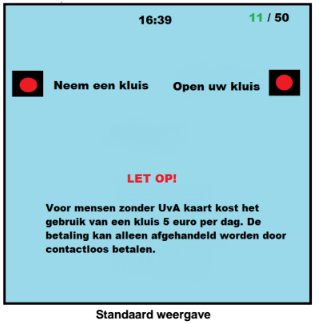 16:39
11 / 50
Neem een kluis
Open uw kluis
LET OP!
Voor mensen zonder UvA kaart kost het
gebruik van een kluis 5 euro per dag. De
betaling kan alleen afgehandeld worden door
contactloos betalen.
Standaard weergave